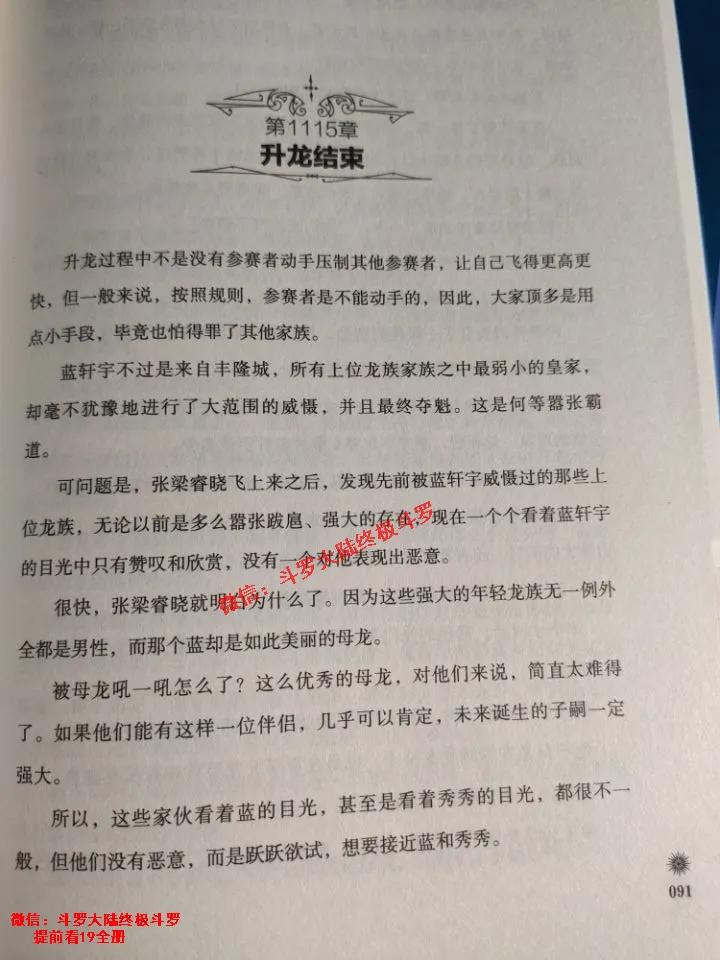 第1115章
升龙结束
升龙过程中不是没有参赛者动手压制其他参赛者，让自己飞得更高更
快，但一般来说，按照规则，参赛者是不能动手的，因此，大家顶多是用
点小手段，毕竟也怕得罪了其他家族。
蓝轩宇不过是来自丰隆城，所有上位龙族家族之中最弱小的皇家，
却毫不犹豫地进行了大范围的威慑，并且最终夺魁。这是何等嚣张霸
道。
可问题是，张梁睿晓飞上来之后，发现先前被蓝轩宇威慑过的那些上
位龙族，无论以前是多么嚣张跋扈、强大的存在，现在一个个看着蓝轩宇
的目光中只有赞叹和欣赏，没有一个对他表现出恶意。
很快，张梁睿晓就明白为什么了。因为这些强大的年轻龙族无一例外
全都是男性，而那个蓝却是如此美丽的母龙。
被母龙吼一吼怎么了？这么优秀的母龙，对他们来说，简直太难得
了。如果他们能有这样一位伴侣，几乎可以肯定，未来诞生的子嗣一定
强大。
所以，这些家伙看着蓝的目光，甚至是看着秀秀的目光，都很不一
般，但他们没有恶意，而是跃跃欲试，想要接近蓝和秀秀。
091
微信：斗罗大陆终极斗罗
微信：斗罗大陆终极斗罗
提前看19全册